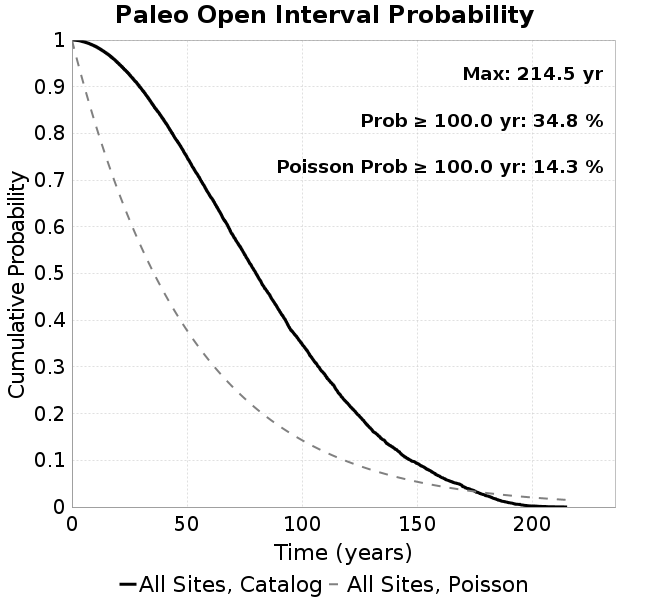 Paleo Open Interval Probability
Max: 214.5 yr
Prob ≥ 100.0 yr: 34.8 %
Poisson Prob ≥ 100.0 yr: 14.3 %
Cumulative Probability
1
0.9
0.8
0.7
0.6
0.5
0.4
0.3
0.2
0.1
0
0 50 100 150 200
Time (years)
All Sites, Catalog All Sites, Poisson